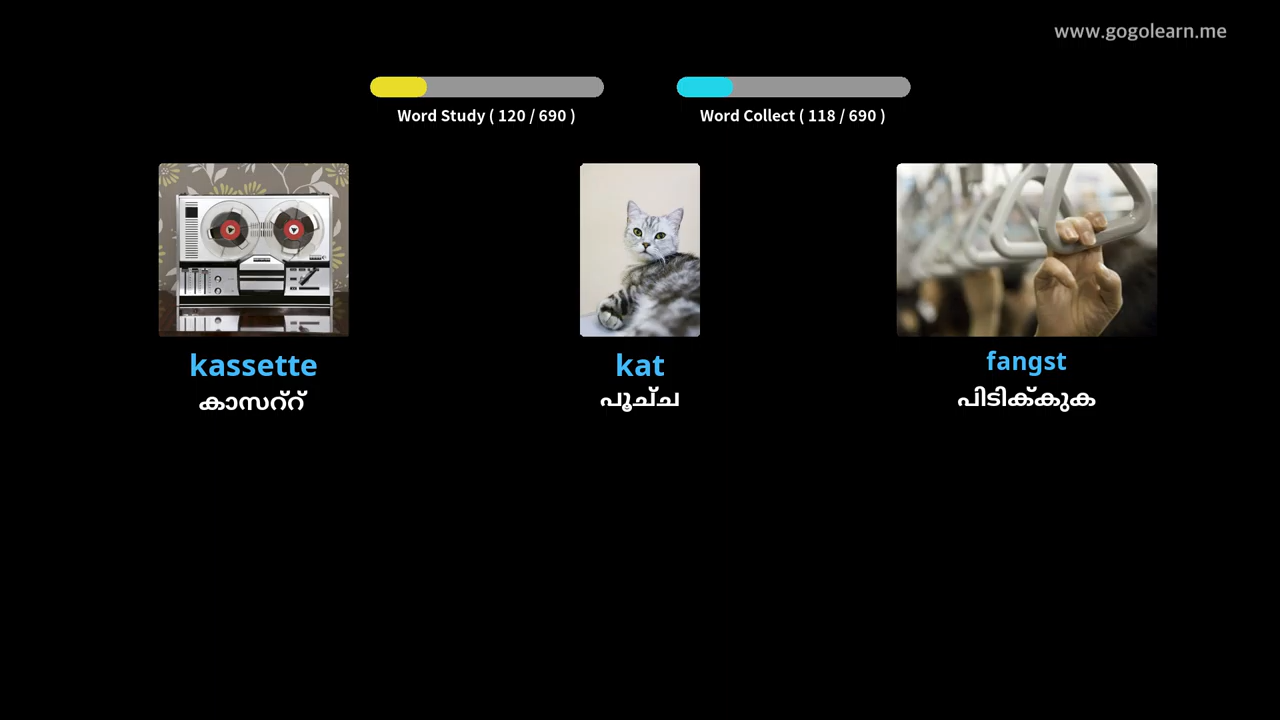 www.gogolearn.me
Word Study ( 120 / 690 )
Word Collect ( 118 / 690 )
kassette
kat
fangst
കാസറ്റ്
പൂച്ച
പിടിക്കുക